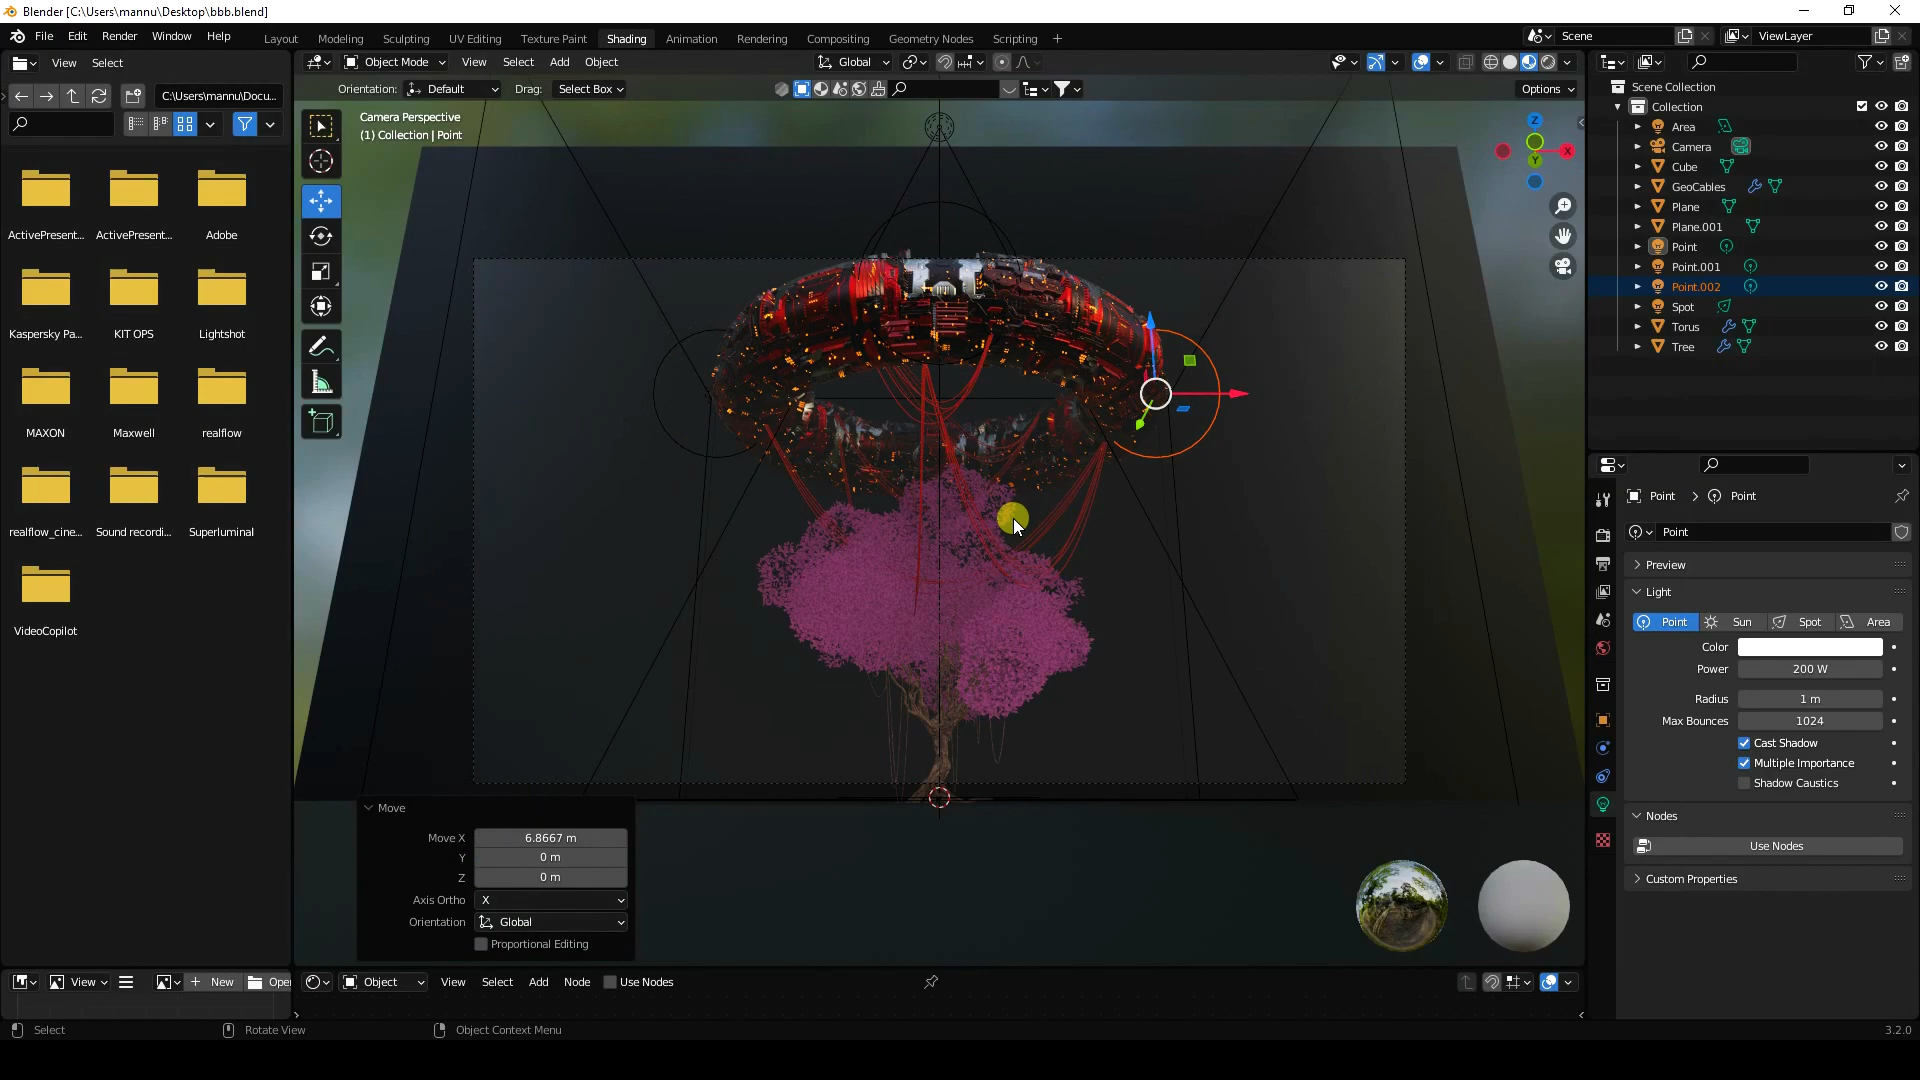 Blender [C:\Users\mannu\Desktop\bbb.blend]
File Edit Render Window Help
Layout Modeling Sculpting UV Editing Texture Paint Shading Animation Rendering Compositing Geometry Nodes Scripting +
Scene
ViewLayer
View Select
Object Mode View Select Add Object
Global
C:\Users\mannu\Docu...
Orientation: Default Drag: Select Box
Options
Camera Perspective
(1) Collection | Point
Z
X
Y
ActivePresent... ActivePresent... Adobe
Kaspersky Pa... KIT OPS Lightshot
MAXON Maxwell realflow
realflow_cine... Sound recordi... Superluminal
VideoCopilot
Scene Collection
Collection
Area
Camera
Cube
GeoCables
Plane
Plane.001
Point
Point.001
Point.002
Spot
Torus
Tree
Point > Point
Point
Preview
Light
Point Sun Spot Area
Color
Power 200 W
Radius 1 m
Max Bounces 1024
Cast Shadow
Multiple Importance
Shadow Caustics
Nodes
Use Nodes
Custom Properties
Move
Move X 6.8667 m
Y 0 m
Z 0 m
Axis Ortho X
Orientation Global
Proportional Editing
View + New Open
Object View Select Add Node Use Nodes
Select Rotate View Object Context Menu
3.2.0